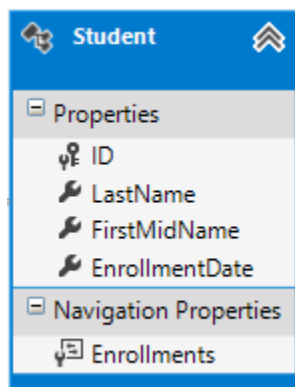 Student
Properties
ID
LastName
FirstMidName
EnrollmentDate
Navigation Properties
Enrollments